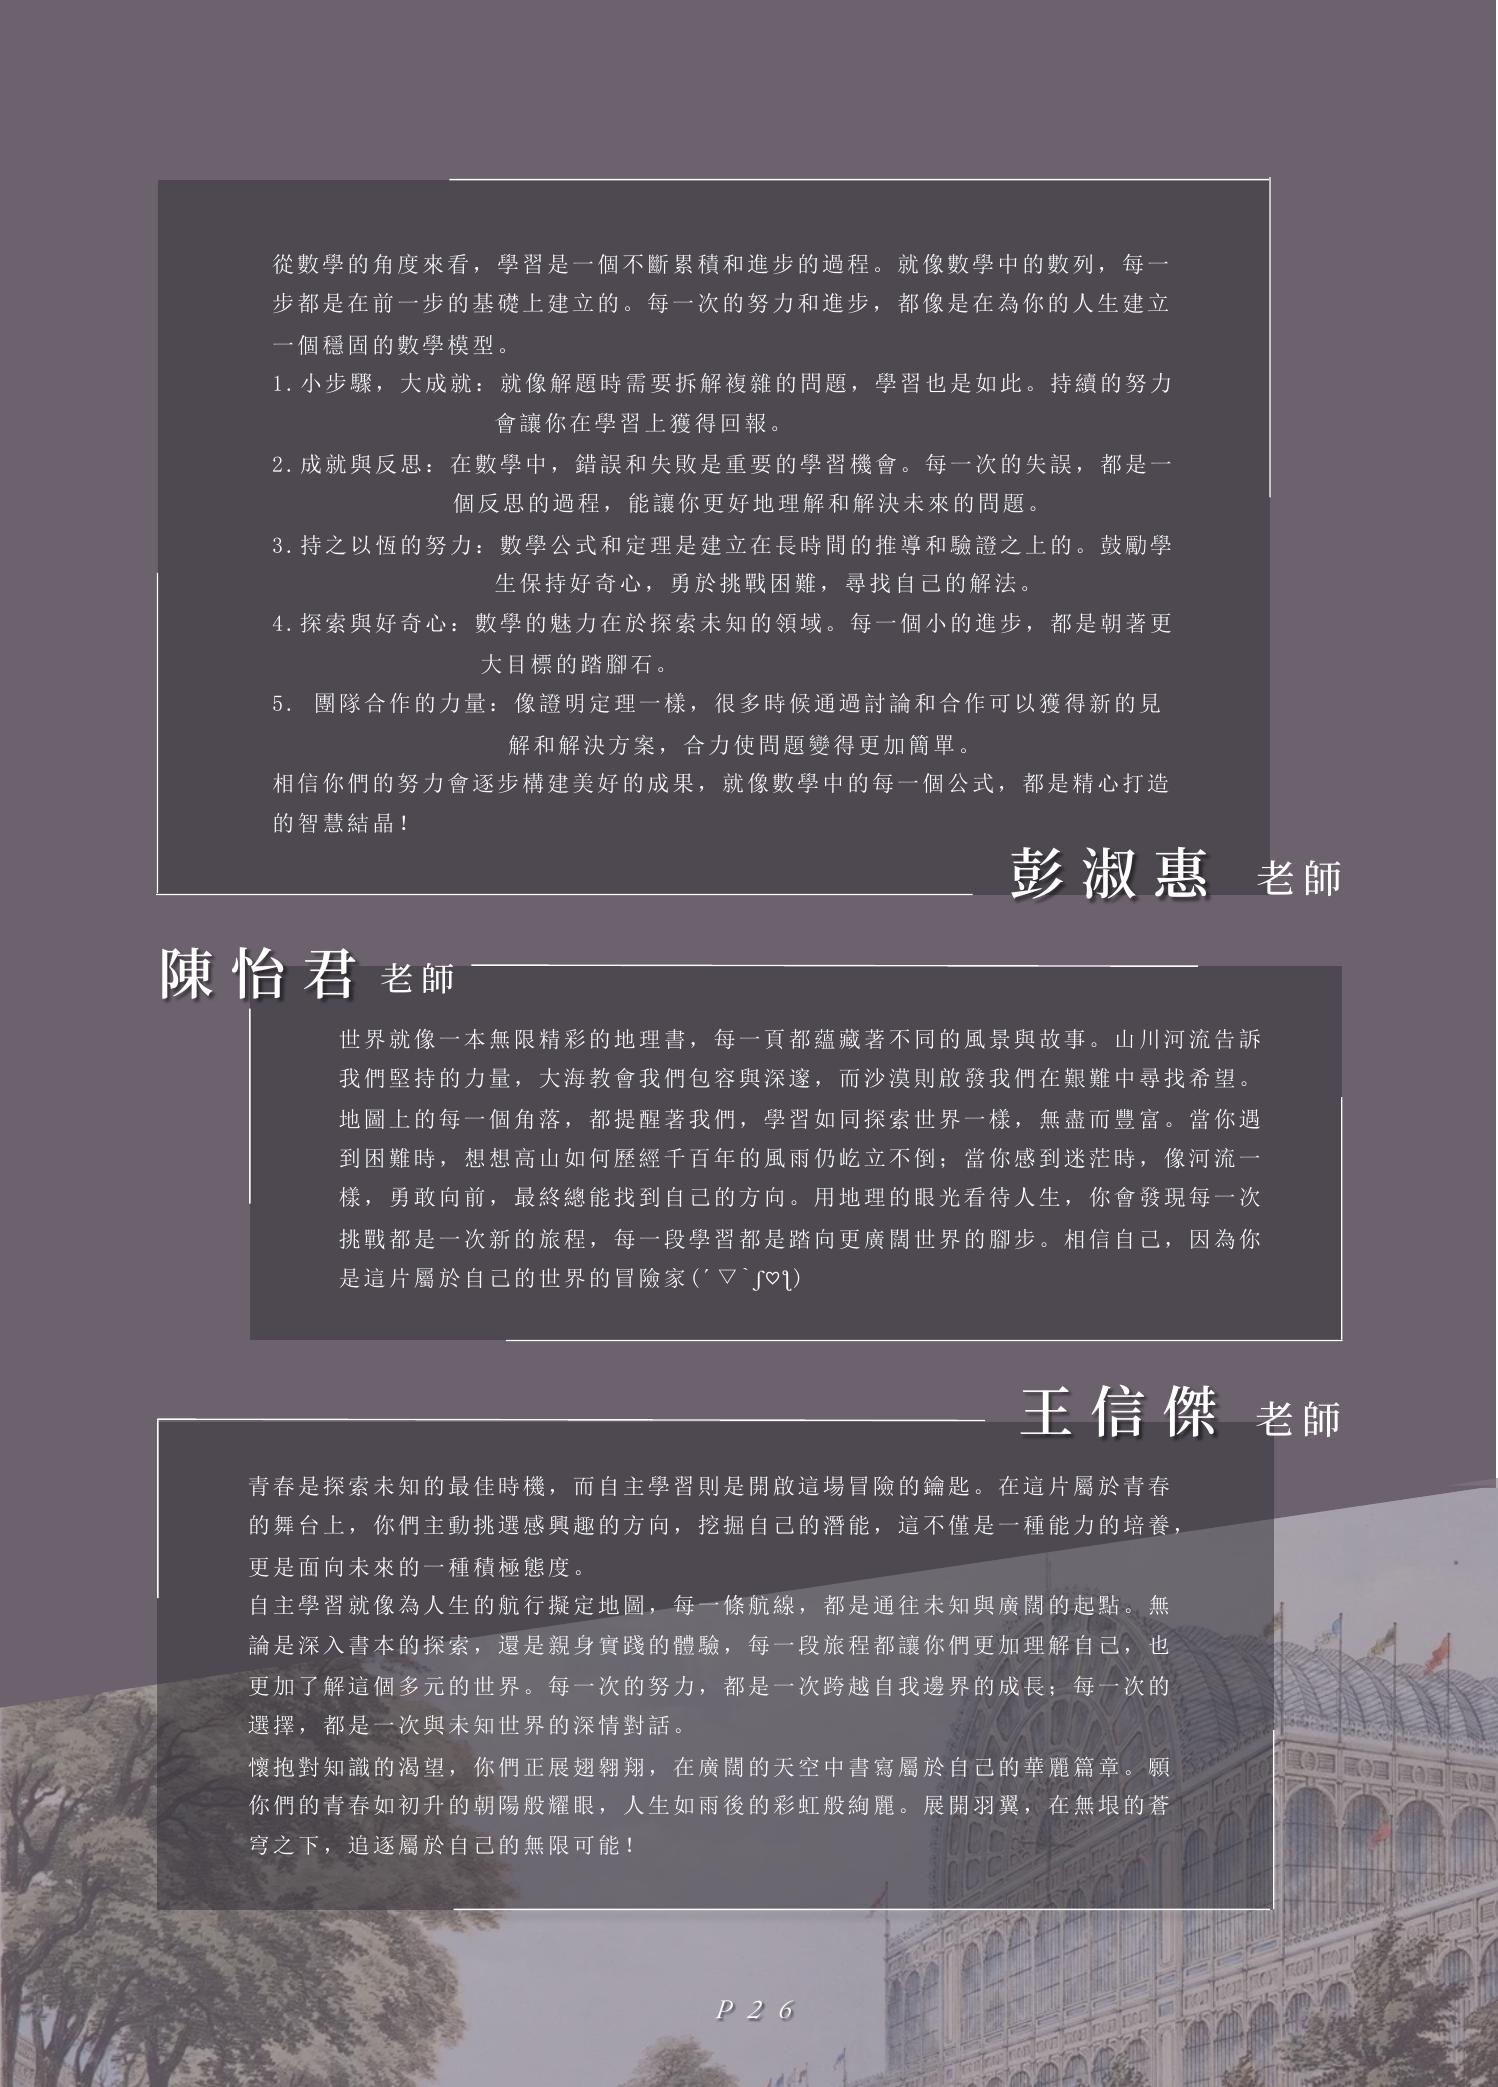 從數學的角度來看，學習是一個不斷累積和進步的過程。就像數學中的數列，每一
步都是在前一步的基礎上建立的。每一次的努力和進步，都像是在為你的人生建立
一個穩固的數學模型。
1.小步驟，大成就：就像解題時需要拆解複雜的問題，學習也是如此。持續的努力
會讓你在學習上獲得回報。
2.成就與反思：在數學中，錯誤和失敗是重要的學習機會。每一次的失誤，都是一
個反思的過程，能讓你更好地理解和解決未來的問題。
3.持之以恆的努力：數學公式和定理是建立在長時間的推導和驗證之上的。鼓勵學
生保持好奇心，勇於挑戰困難，尋找自己的解法。
4.探索與好奇心：數學的魅力在於探索未知的領域。每一個小的進步，都是朝著更
大目標的踏腳石。
5. 團隊合作的力量：像證明定理一樣，很多時候通過討論和合作可以獲得新的見
解和解決方案，合力使問題變得更加簡單。
相信你們的努力會逐步構建美好的成果，就像數學中的每一個公式，都是精心打造
的智慧結晶！
彭淑惠 老師
陳怡君 老師
世界就像一本無限精彩的地理書，每一頁都蘊藏著不同的風景與故事。山川河流告訴
我們堅持的力量，大海教會我們包容與深邃，而沙漠則啟發我們在艱難中尋找希望。
地圖上的每一個角落，都提醒著我們，學習如同探索世界一樣，無盡而豐富。當你遇
到困難時，想想高山如何歷經千百年的風雨仍屹立不倒；當你感到迷茫時，像河流一
樣，勇敢向前，最終總能找到自己的方向。用地理的眼光看待人生，你會發現每一次
挑戰都是一次新的旅程，每一段學習都是踏向更廣闊世界的腳步。相信自己，因為你
是這片屬於自己的世界的冒險家(ˊ▽ˋʃ♡ƪ)
王信傑 老師
青春是探索未知的最佳時機，而自主學習則是開啟這場冒險的鑰匙。在這片屬於青春
的舞台上，你們主動挑選感興趣的方向，挖掘自己的潛能，這不僅是一種能力的培養，
更是面向未來的一種積極態度。
自主學習就像為人生的航行擬定地圖，每一條航線，都是通往未知與廣闊的起點。無
論是深入書本的探索，還是親身實踐的體驗，每一段旅程都讓你們更加理解自己，也
更加了解這個多元的世界。每一次的努力，都是一次跨越自我邊界的成長；每一次的
選擇，都是一次與未知世界的深情對話。
懷抱對知識的渴望，你們正展翅翱翔，在廣闊的天空中書寫屬於自己的華麗篇章。願
你們的青春如初升的朝陽般耀眼，人生如雨後的彩虹般絢麗。展開羽翼，在無垠的蒼
穹之下，追逐屬於自己的無限可能！
P26